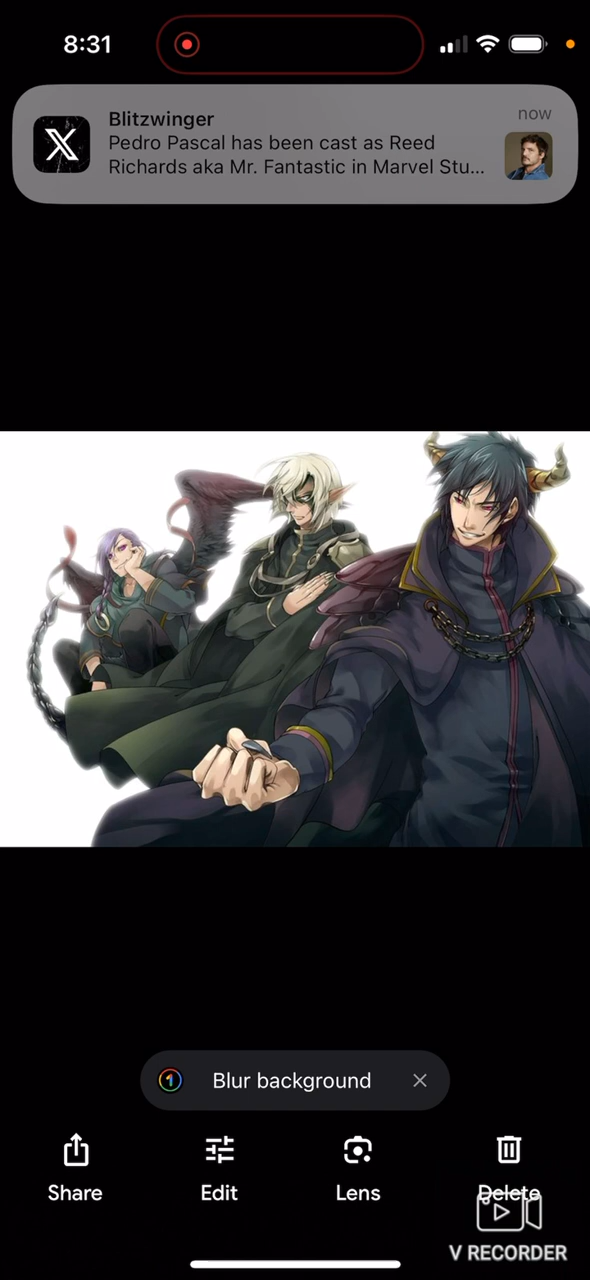 8:31
Blitzwinger
now
Pedro Pascal has been cast as Reed
Richards aka Mr. Fantastic in Marvel Stu...
Blur background
Share
Edit
Lens
Delete
V RECORDER